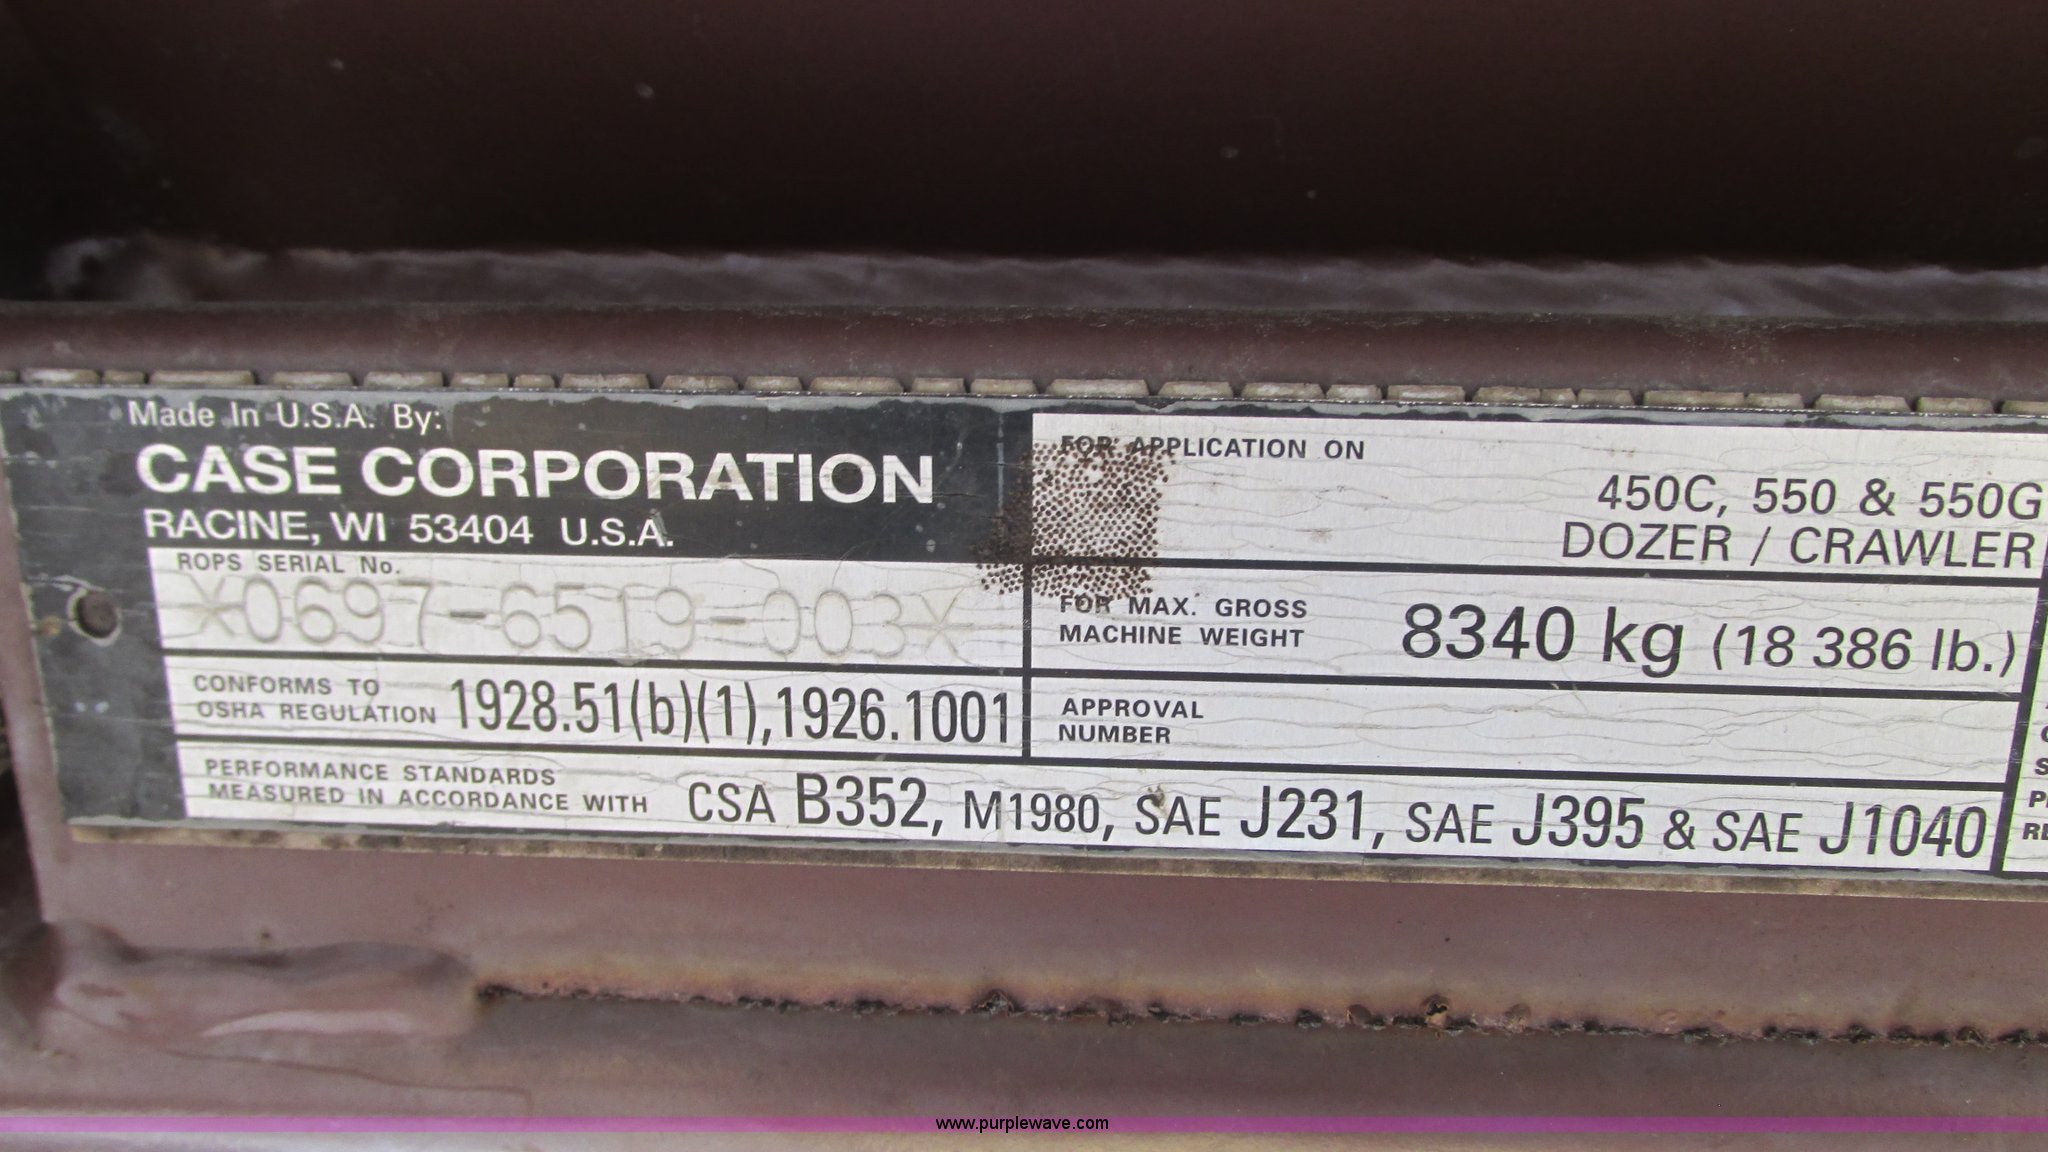 Made In U.S.A. By:
CASE CORPORATION
RACINE, WI 53404 U.S.A.
ROPS SERIAL No.
*0697-6519-003*
CONFORMS TO
OSHA REGULATION 1928.51(b)(1),1926.1001
PERFORMANCE STANDARDS
MEASURED IN ACCORDANCE WITH CSA B352, M1980, SAE J231, SAE J395 & SAE J1040
FOR APPLICATION ON
450C, 550 & 550G
DOZER / CRAWLER
FOR MAX. GROSS
MACHINE WEIGHT 8340 kg (18 386 lb.)
APPROVAL
NUMBER
www.purplewave.com